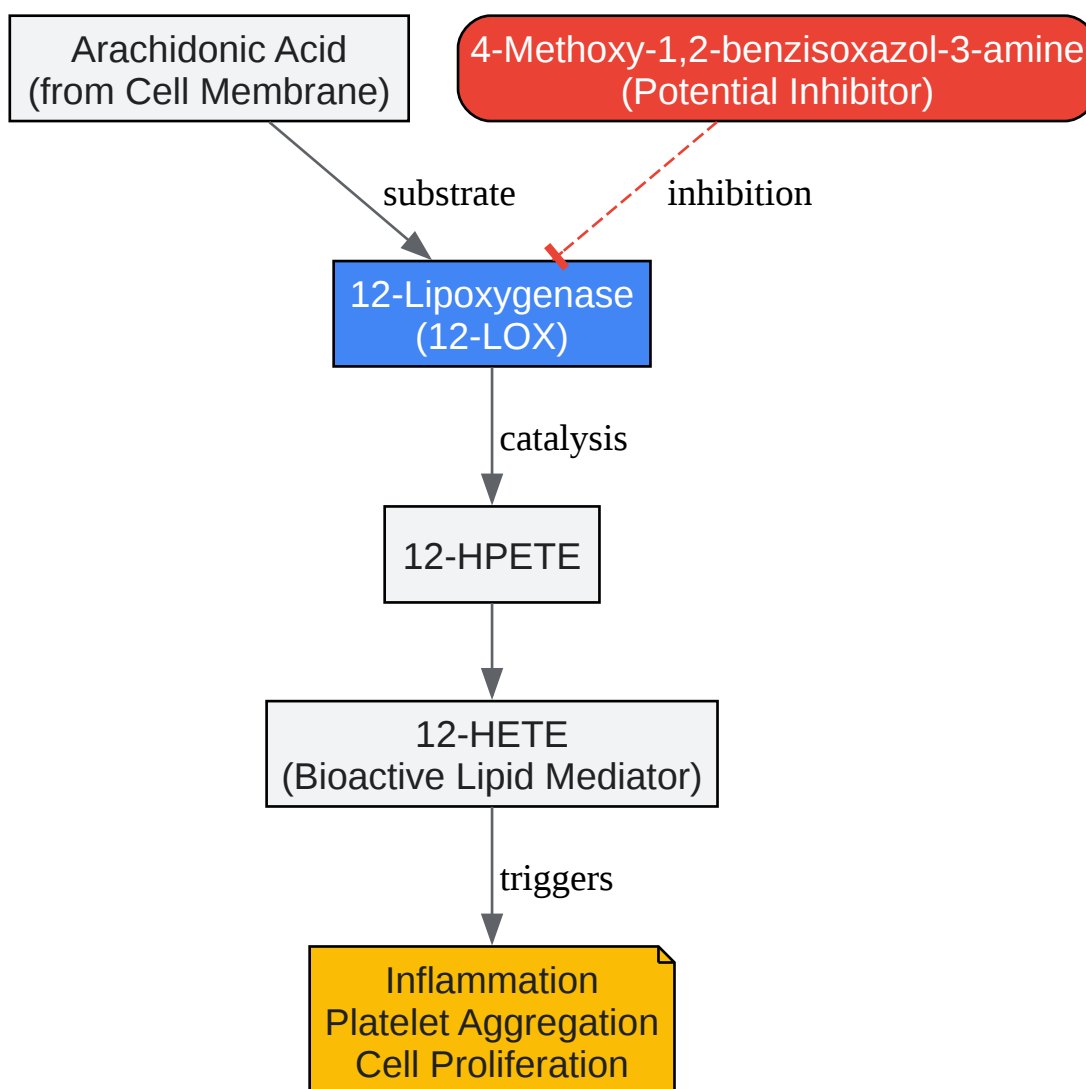 Arachidonic Acid
(from Cell Membrane)
4-Methoxy-1,2-benzisoxazol-3-amine
(Potential Inhibitor)
substrate
inhibition
12-Lipoxygenase
(12-LOX)
catalysis
12-HPETE
12-HETE
(Bioactive Lipid Mediator)
triggers
Inflammation
Platelet Aggregation
Cell Proliferation